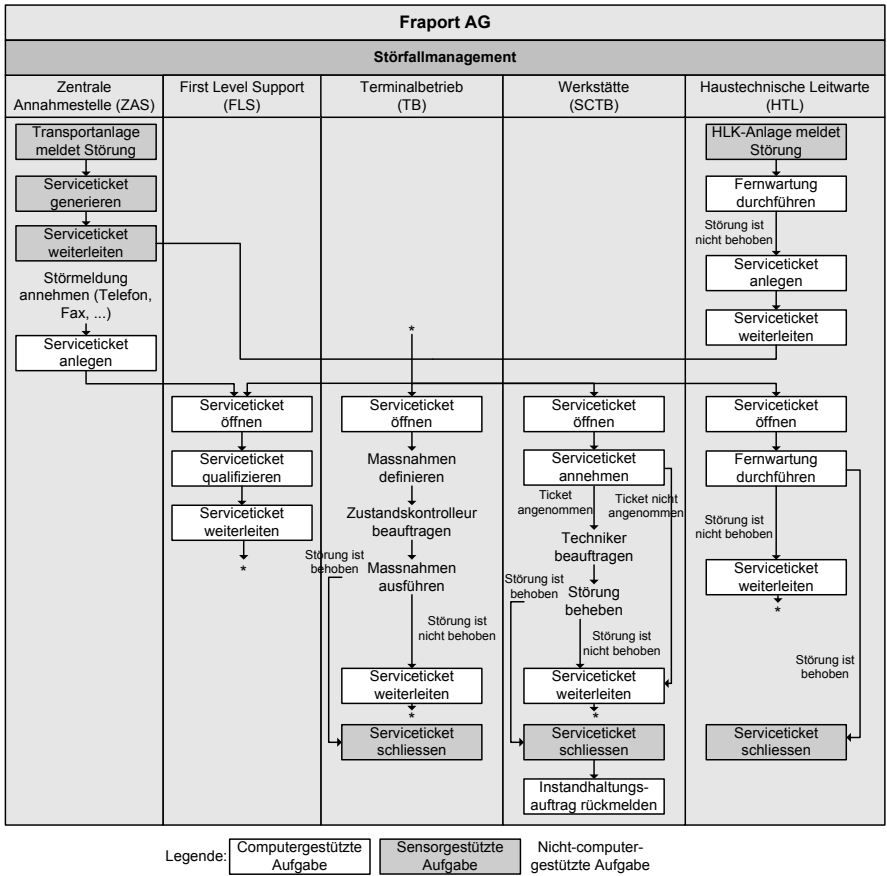 Fraport AG
Störfallmanagement
Zentrale
Annahmestelle (ZAS)
First Level Support
(FLS)
Terminalbetrieb
(TB)
Werkstätte
(SCTB)
Haustechnische Leitwarte
(HTL)
Transportanlage
meldet Störung
Serviceticket
generieren
Serviceticket
weiterleiten
Störmeldung
annehmen (Telefon,
Fax, ...)
Serviceticket
anlegen
HLK-Anlage meldet
Störung
Fernwartung
durchführen
Störung ist
nicht behoben
Serviceticket
anlegen
Serviceticket
weiterleiten
Serviceticket
öffnen
Serviceticket
qualifizieren
Serviceticket
weiterleiten
*
*
Serviceticket
öffnen
Massnahmen
definieren
Zustandskontrolleur
beauftragen
Störung ist
behoben
Massnahmen
ausführen
Störung ist
nicht behoben
Serviceticket
weiterleiten
*
Serviceticket
schliessen
Serviceticket
öffnen
Serviceticket
annehmen
Ticket
angenommen
Ticket nicht
angenommen
Techniker
beauftragen
Störung ist
behoben
Störung
beheben
Störung ist
nicht behoben
Serviceticket
weiterleiten
*
Serviceticket
schliessen
Instandhaltungs-
auftrag rückmelden
Serviceticket
öffnen
Fernwartung
durchführen
Störung ist
nicht behoben
Serviceticket
weiterleiten
*
Störung ist
behoben
Serviceticket
schliessen
Legende:
Computergestützte
Aufgabe
Sensorgestützte
Aufgabe
Nicht-computer-
gestützte Aufgabe